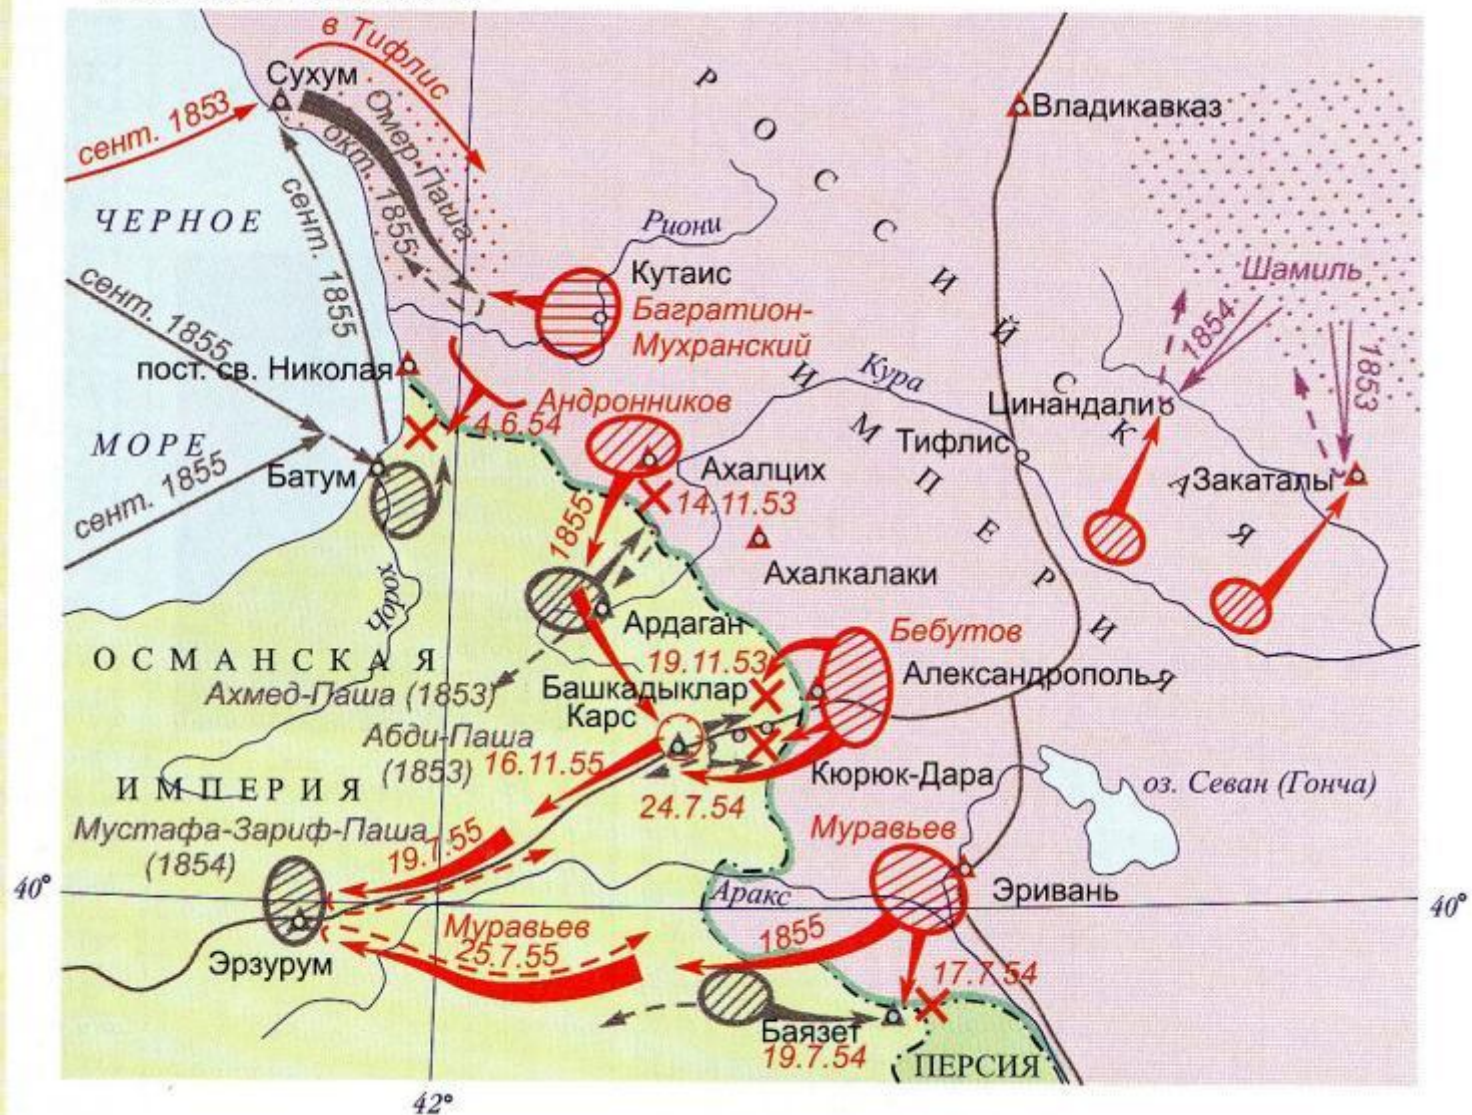 в Тифлис
Сухум
сент. 1853
Омер-Паша
окт. 1855
сент. 1855
ЧЕРНОЕ
МОРЕ
сент. 1855
сент. 1855
РОССИЙСКАЯ
ИМПЕРИЯ
Владикавказ
Риони
Кутаис
Багратион-
Мухранский
Шамиль
1854
1853
пост. св. Николая
Андронников
4.6.54
Кура
Цинандали
Тифлис
Закаталы
Батум
Ахалцих
14.11.53
1855
Ахалкалаки
Чорох
Ардаган
Бебутов
19.11.53
Александрополь
ОСМАНСКАЯ
ИМПЕРИЯ
Ахмед-Паша (1853)
Башкадыклар
Карс
Абди-Паша
(1853)
16.11.55
Кюрюк-Дара
24.7.54
оз. Севан (Гонча)
Мустафа-Зариф-Паша
(1854)
19.7.55
Муравьев
40°
Аракс
Эривань
40°
Муравьев
25.7.55
1855
Эрзурум
17.7.54
Баязет
19.7.54
ПЕРСИЯ
42°